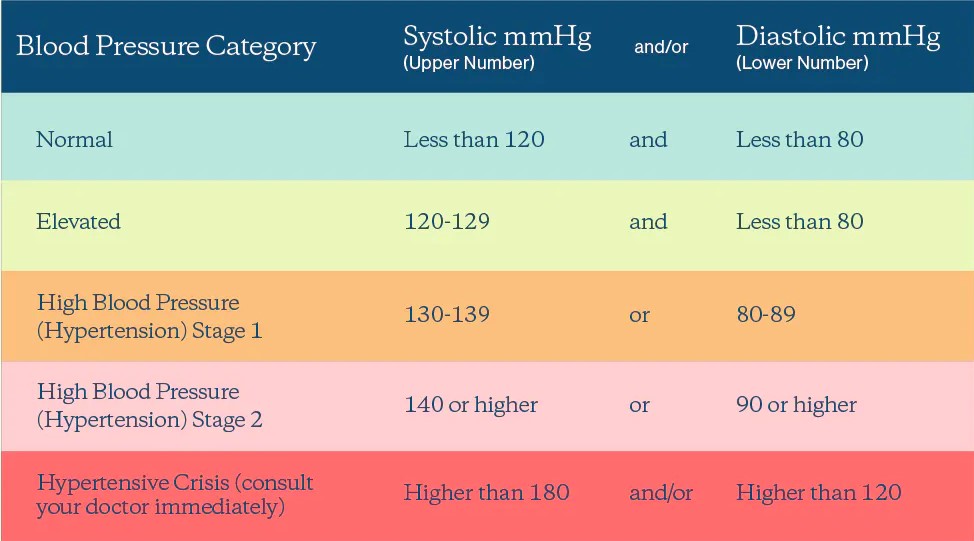 Blood Pressure Category Systolic mmHg and/or Diastolic mmHg
(Upper Number) (Lower Number)
Normal Less than 120 and Less than 80
Elevated 120-129 and Less than 80
High Blood Pressure
(Hypertension) Stage 1 130-139 or 80-89
High Blood Pressure
(Hypertension) Stage 2 140 or higher or 90 or higher
Hypertensive Crisis (consult
your doctor immediately) Higher than 180 and/or Higher than 120